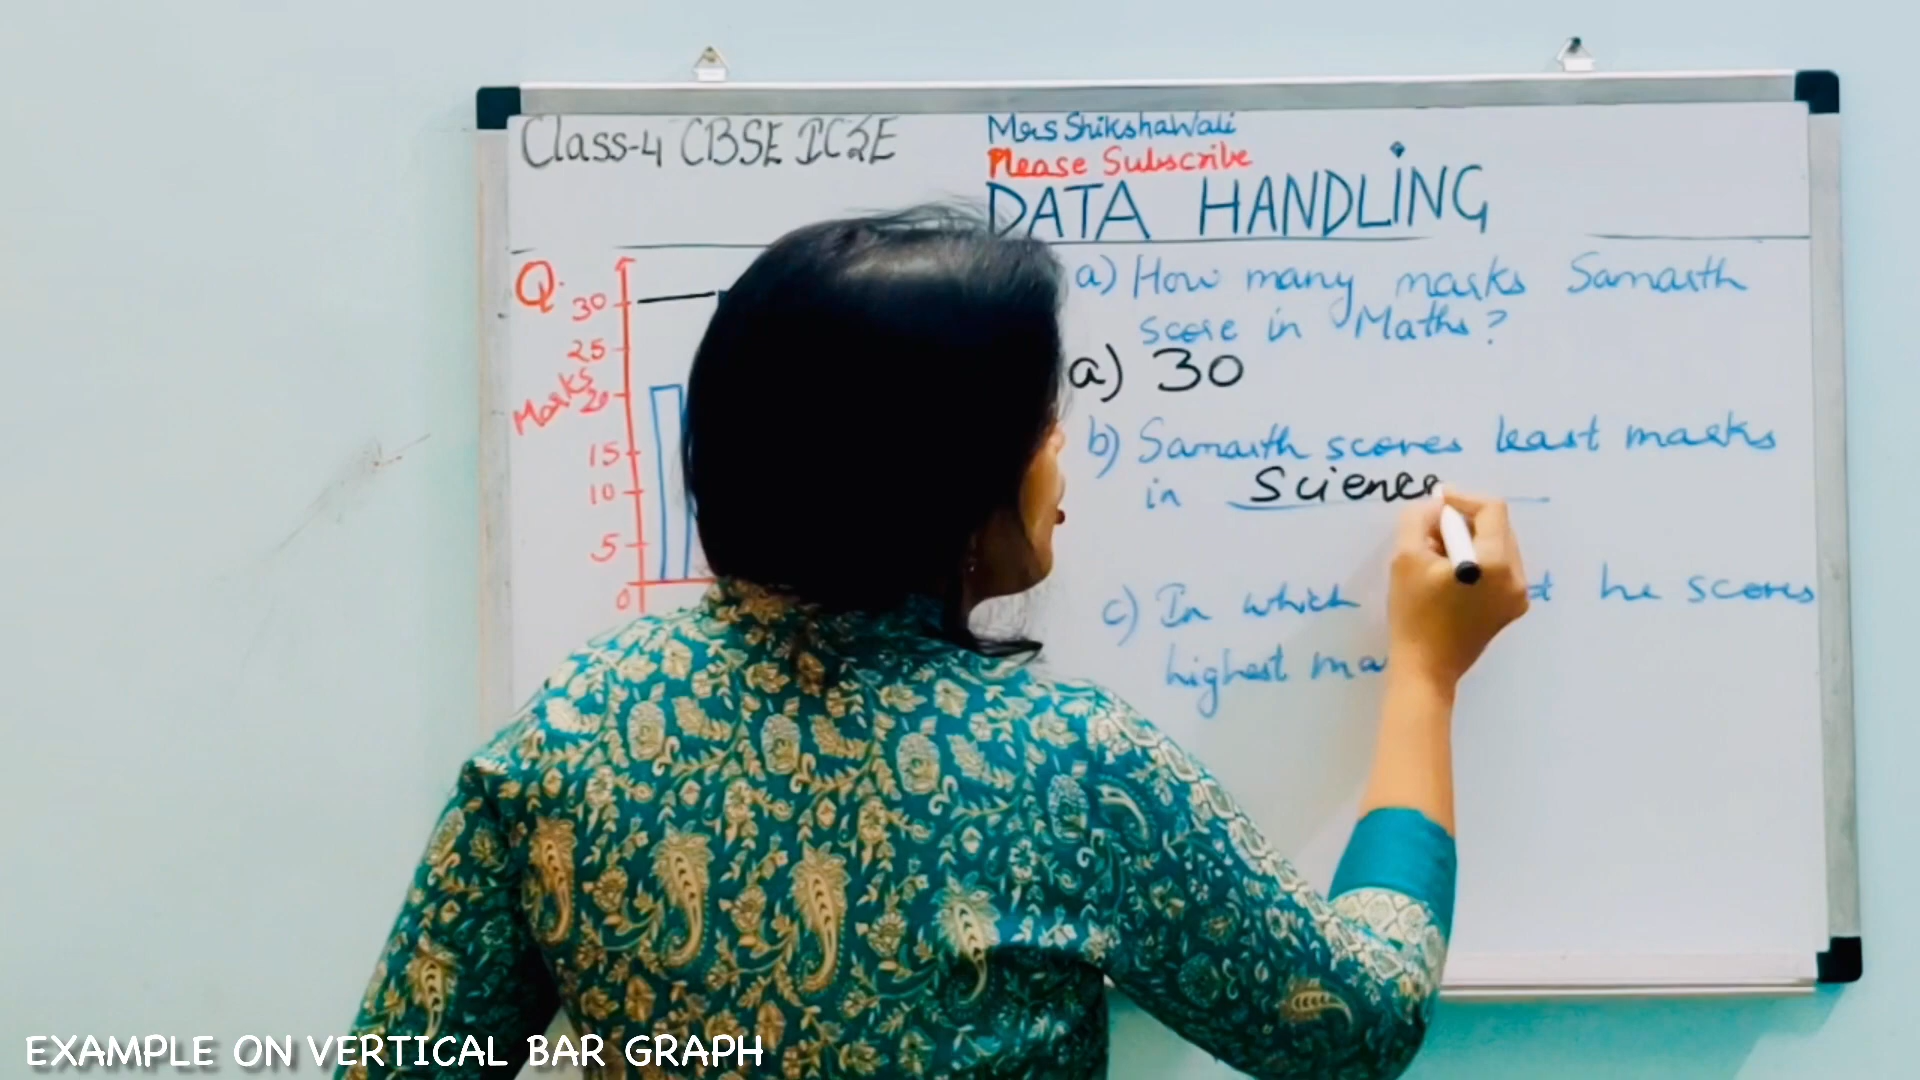 Class-4 CBSE ICSE
Mrs ShikshaWali
Please Subscribe
DATA HANDLING
Q.
30
25
20
15
10
5
0
Marks
a) How many marks Samarth
score in Maths?
a) 30
b) Samarth scores least marks
in Science
c) In which he scores
highest
EXAMPLE ON VERTICAL BAR GRAPH